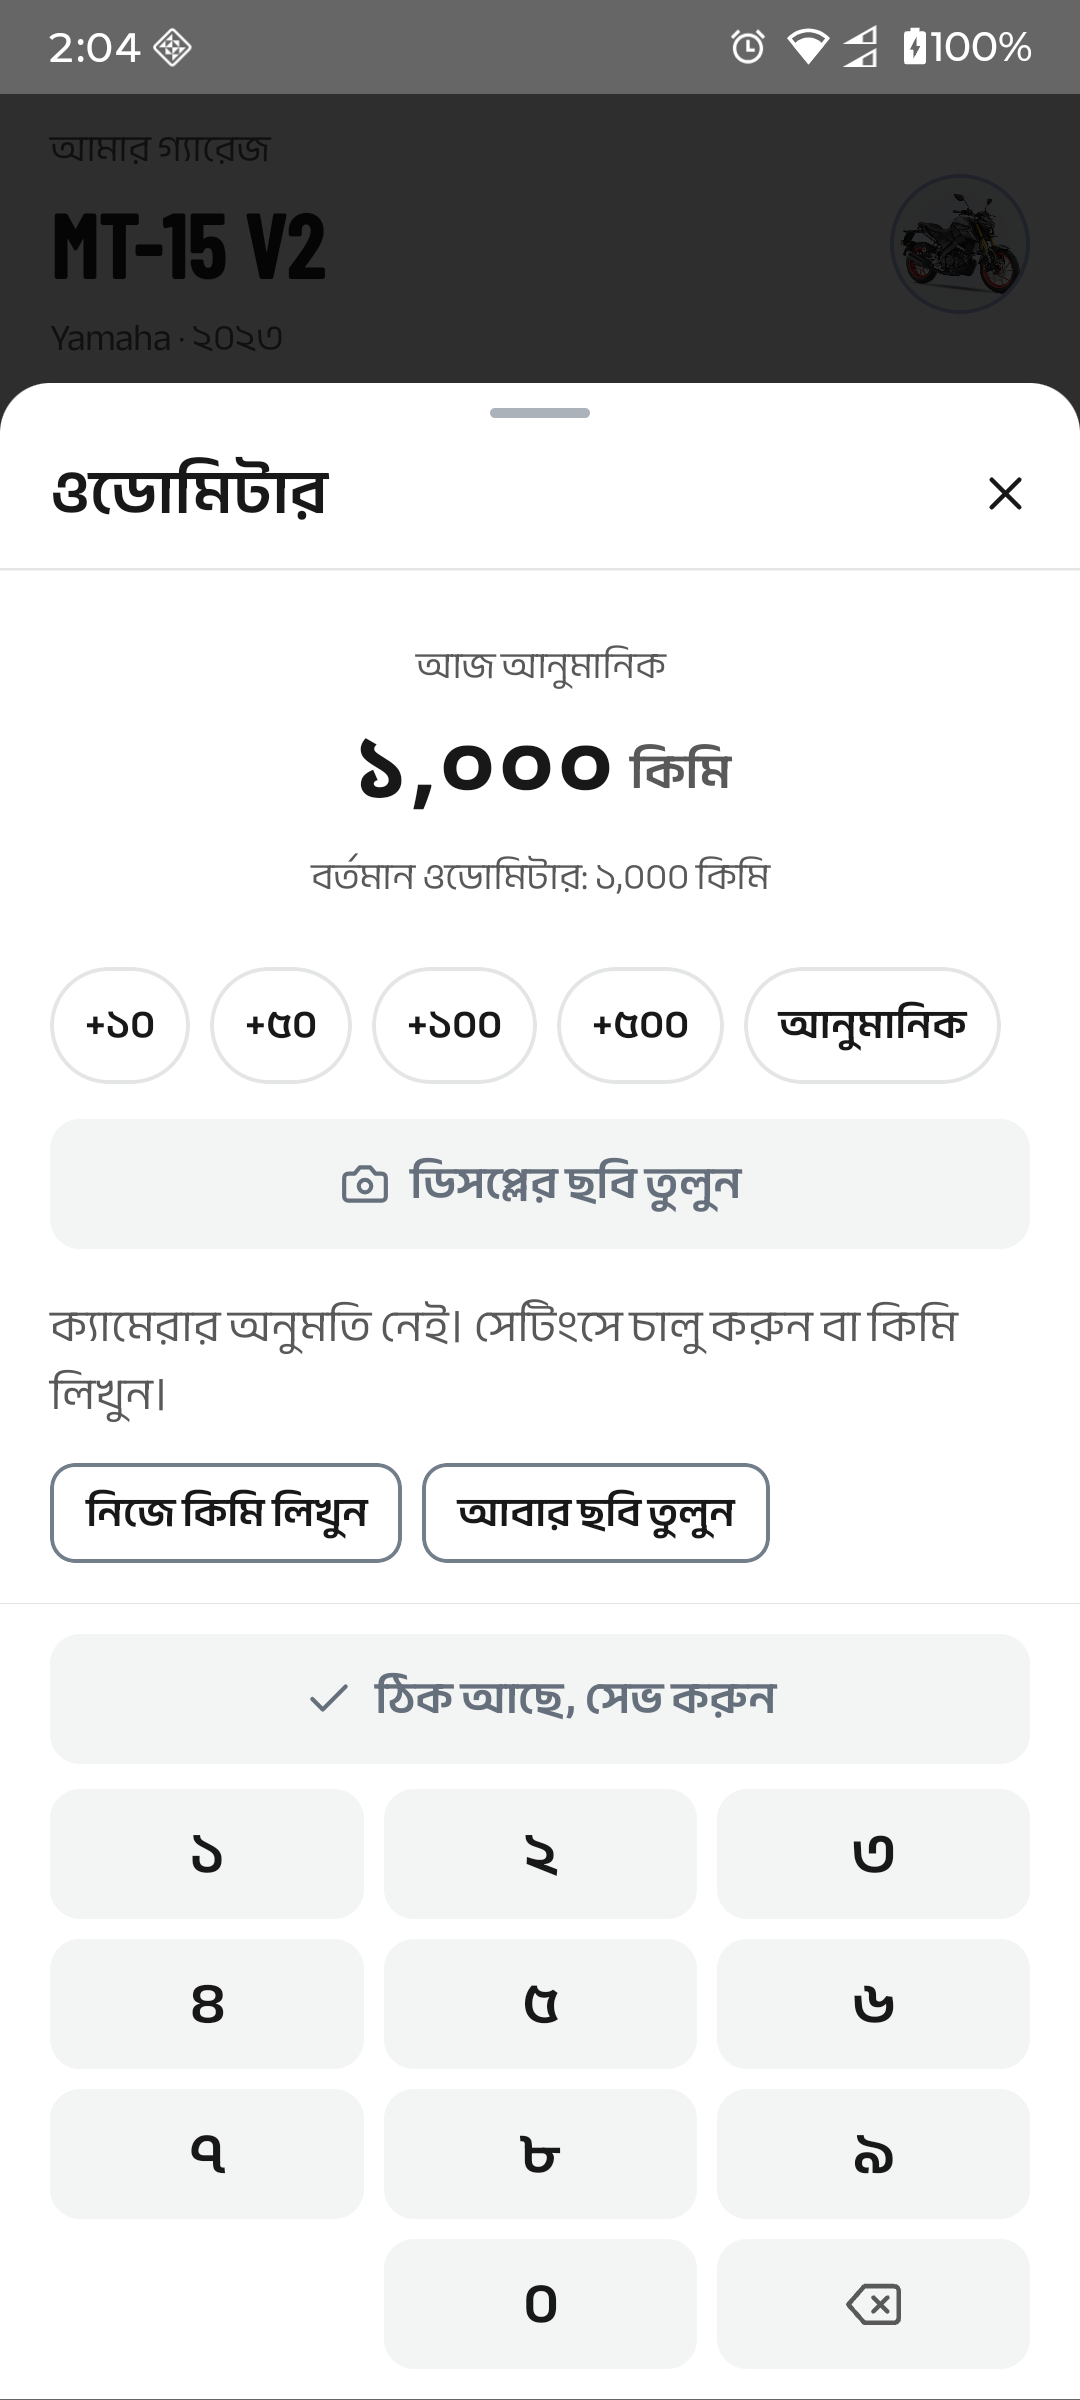 2:04
100%
আমার গ্যারেজ
MT-15 V2
Yamaha · ২০২৩
ওডোমিটার
আজ আনুমানিক
১,০০০ কিমি
বর্তমান ওডোমিটার: ১,০০০ কিমি
+১০ +৫০ +১০০ +৫০০ আনুমানিক
ডিসপ্লের ছবি তুলুন
ক্যামেরার অনুমতি নেই। সেটিংসে চালু করুন বা কিমি
লিখুন।
নিজে কিমি লিখুন আবার ছবি তুলুন
ঠিক আছে, সেভ করুন
১ ২ ৩
৪ ৫ ৬
৭ ৮ ৯
০